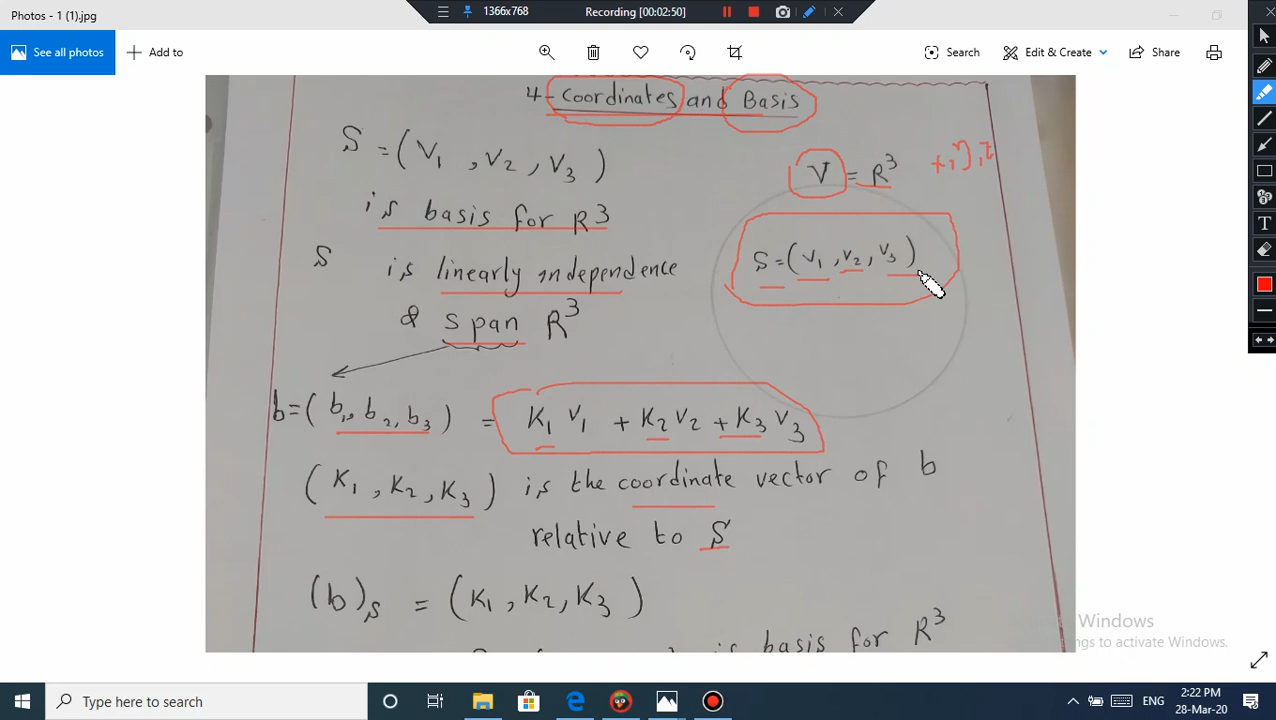 Photos - 1 (1).jpg
1366x768
Recording [00:02:50]
See all photos
Add to
Search
Edit & Create
Share
4- Coordinates and Basis
S = ( V1 , V2 , V3 )
is basis for R3
S is linearly independence
& span R3
V = R3
S = ( V1 , V2 , V3 )
b = ( b1, b2, b3 ) = K1 V1 + K2 V2 + K3 V3
( K1 , K2 , K3 ) is the coordinate vector of b
relative to S
(b)s = ( K1 , K2 , K3 )
is basis for R3
Windows
ngs to activate Windows.
Type here to search
ENG
2:22 PM
28-Mar-20